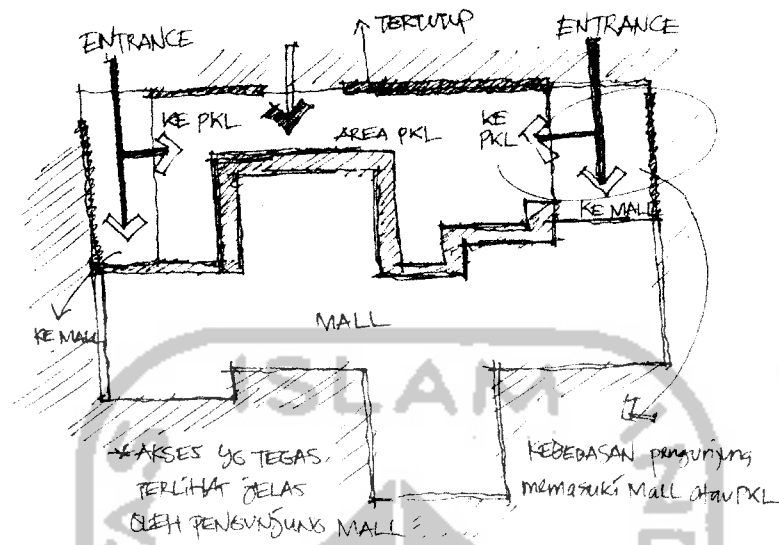 TERTUTUP
ENTRANCE
ENTRANCE
KE PKL
AREA PKL
KE
PKL
KE MALL
KE MALL
MALL
ISLAM
* AKSES YG TEGAS,
TERLIHAT JELAS
OLEH PENGUNJUNG MALL
KEBEBASAN pengunjung
memasuki Mall atau PKL